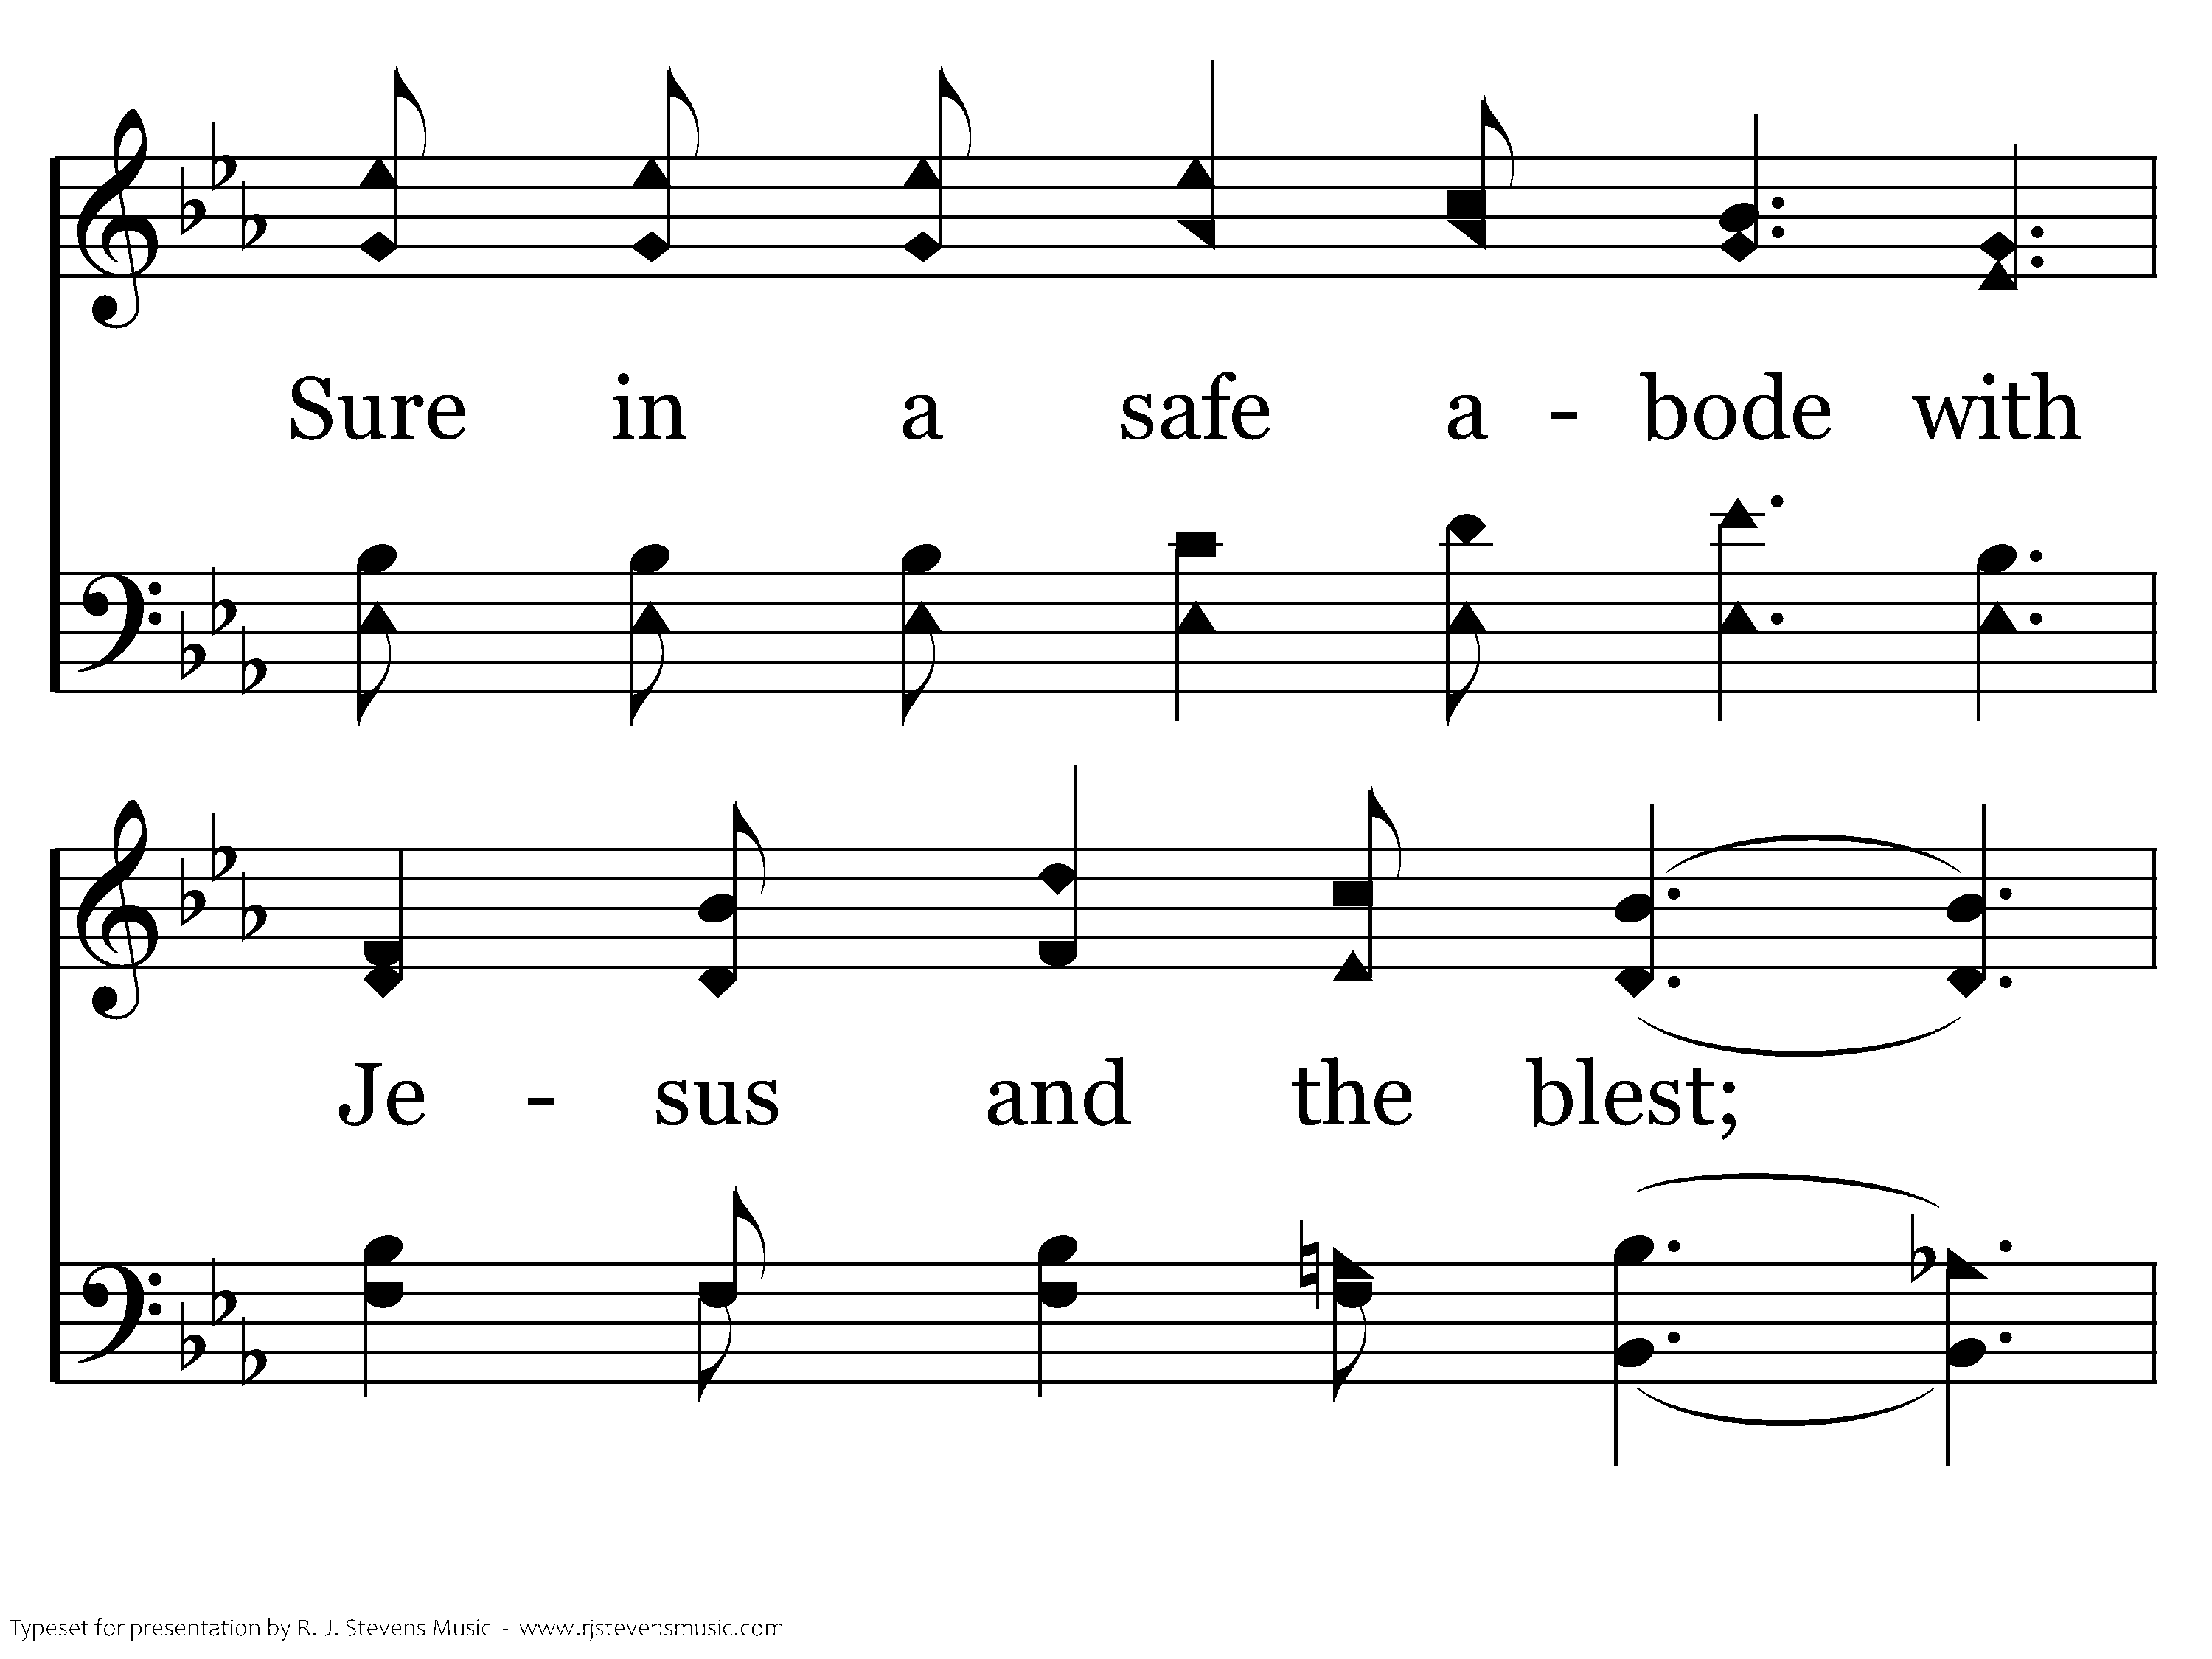 Sure in a safe a - bode with
Je - sus and the blest;
Typeset for presentation by R. J. Stevens Music - www.rjstevensmusic.com